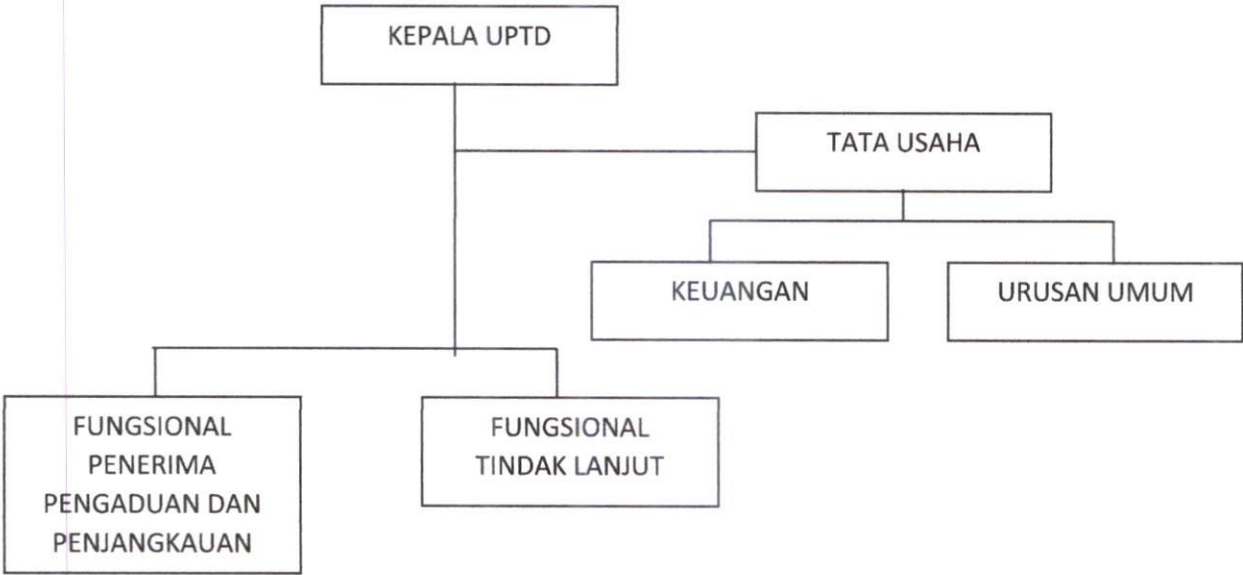 KEPALA UPTD
TATA USAHA
KEUANGAN
URUSAN UMUM
FUNGSIONAL
PENERIMA
PENGADUAN DAN
PENJANGKAUAN
FUNGSIONAL
TINDAK LANJUT